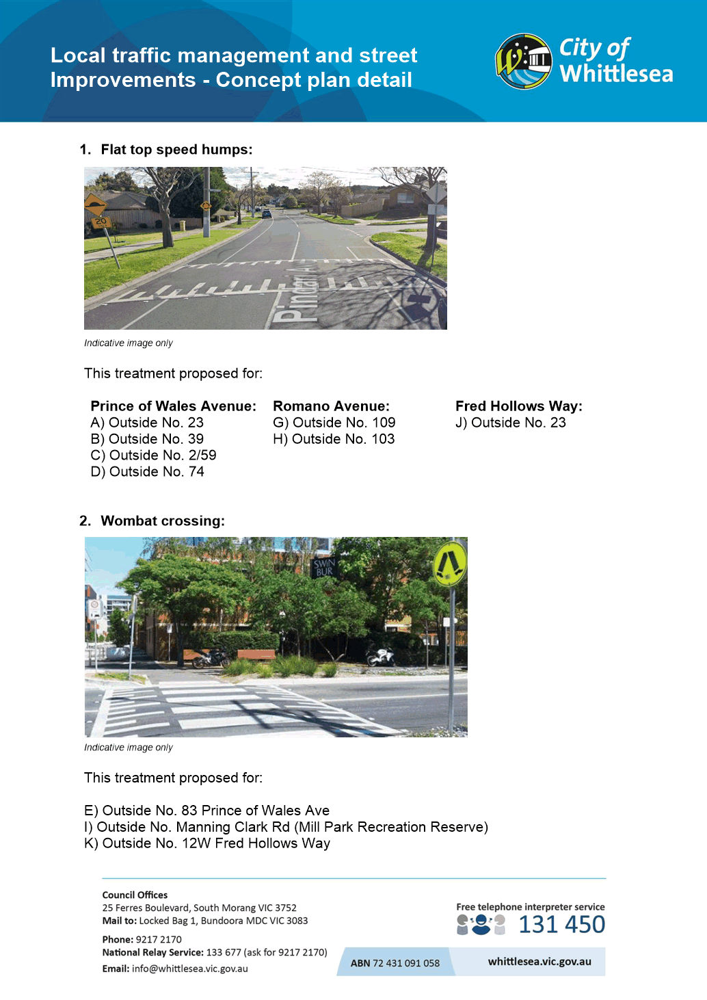 Local traffic management and street
Improvements - Concept plan detail
City of
Whittlesea
1. Flat top speed humps:
20
Pindari A
Indicative image only
This treatment proposed for:
Prince of Wales Avenue:
A) Outside No. 23
B) Outside No. 39
C) Outside No. 2/59
D) Outside No. 74
Romano Avenue:
G) Outside No. 109
H) Outside No. 103
Fred Hollows Way:
J) Outside No. 23
2. Wombat crossing:
SWIN
BUR
Indicative image only
This treatment proposed for:
E) Outside No. 83 Prince of Wales Ave
I) Outside No. Manning Clark Rd (Mill Park Recreation Reserve)
K) Outside No. 12W Fred Hollows Way
Council Offices
25 Ferres Boulevard, South Morang VIC 3752
Mail to: Locked Bag 1, Bundoora MDC VIC 3083
Phone: 9217 2170
National Relay Service: 133 677 (ask for 9217 2170)
Email: info@whittlesea.vic.gov.au
Free telephone interpreter service
131 450
ABN 72 431 091 058
whittlesea.vic.gov.au